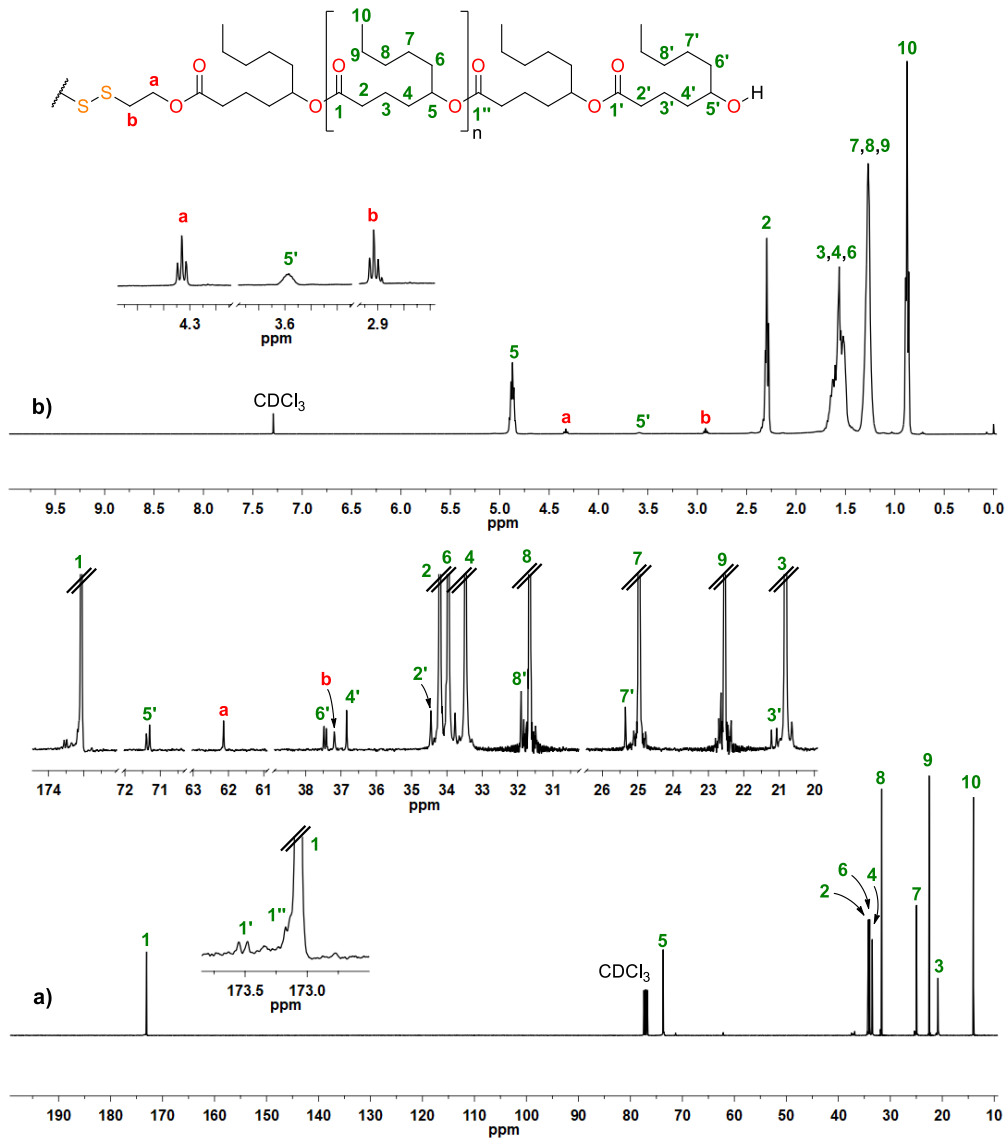 10
7
7'
9
8
6
8'
6'
10
a
O
O
O
O
2
4
2'
4'
H
S
S
O
O
O
O
O
b
1
3
5
1''
1'
3'
5'
n
7,8,9
a
b
2
5'
3,4,6
4.3
3.6
2.9
ppm
5
b)
CDCl3
a
5'
b
9.5 9.0 8.5 8.0 7.5 7.0 6.5 6.0 5.5 5.0 4.5 4.0 3.5 3.0 2.5 2.0 1.5 1.0 0.5 0.0
ppm
1
2
6
4
8
7
9
3
2'
b
8'
5'
a
6'
4'
7'
3'
174 72 71 63 62 61 38 37 36 35 34 33 32 31 26 25 24 23 22 21 20
ppm
9
8
10
1
6
4
1''
2
1'
7
1
5
CDCl3
3
173.5 173.0
a)
ppm
190 180 170 160 150 140 130 120 110 100 90 80 70 60 50 40 30 20 10
ppm